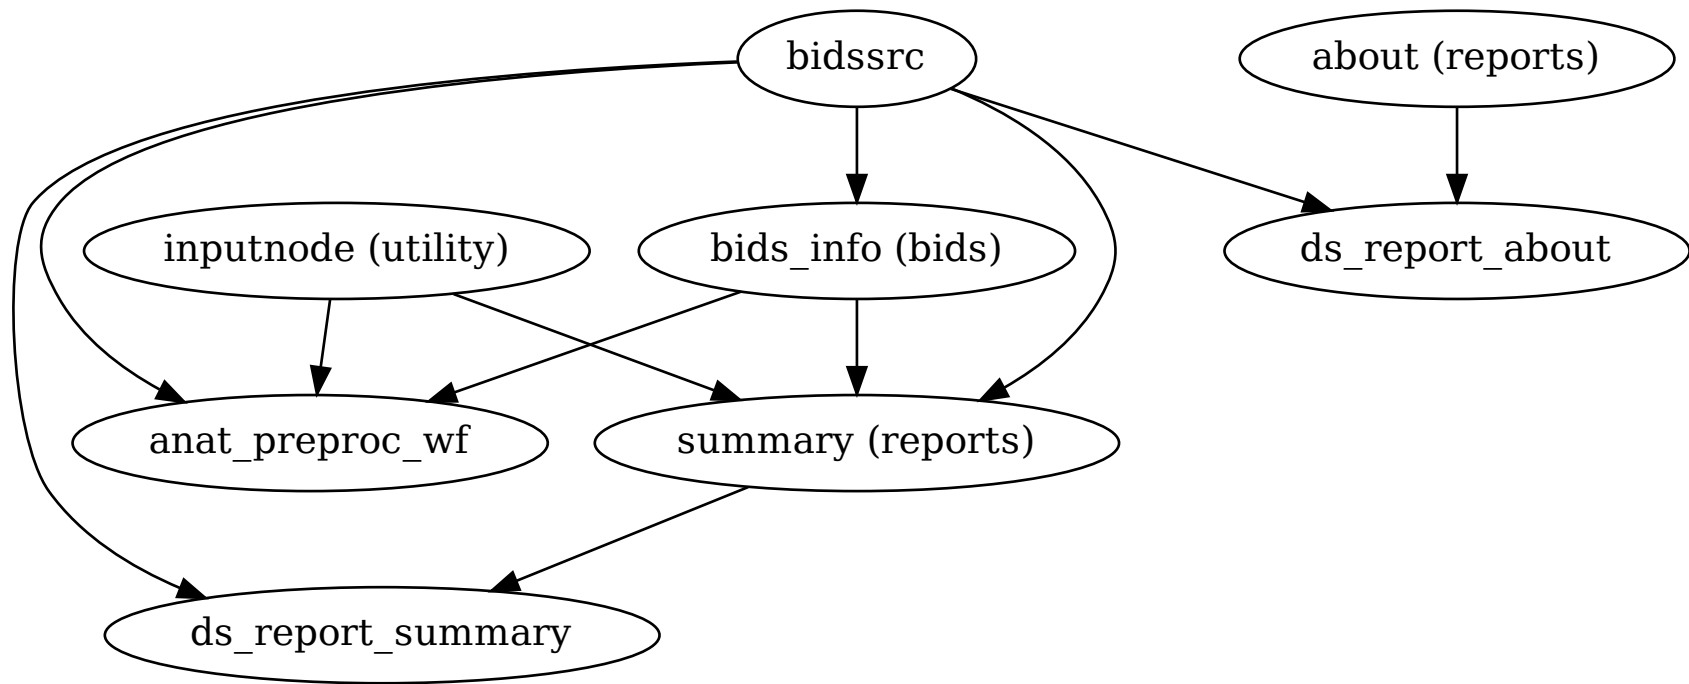 bidssrc
about (reports)
inputnode (utility)
bids_info (bids)
ds_report_about
anat_preproc_wf
summary (reports)
ds_report_summary